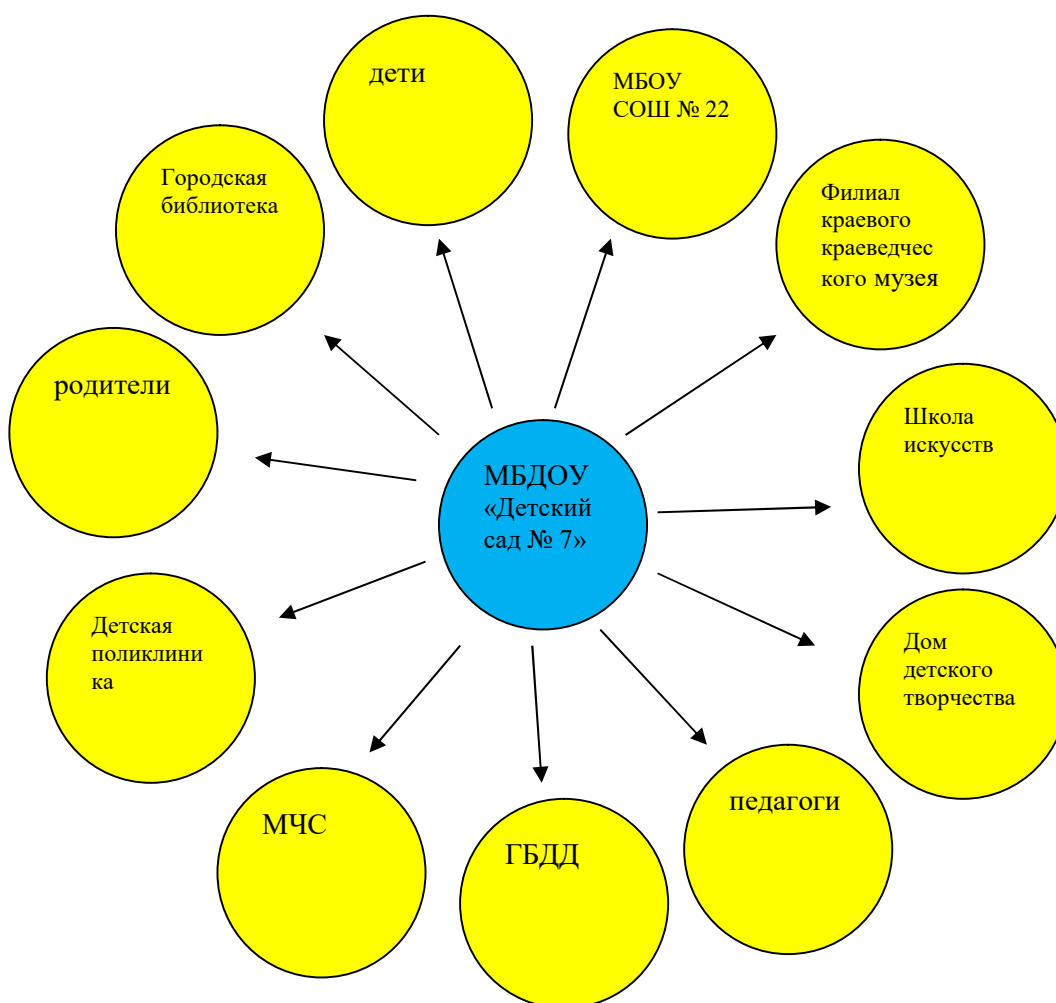 дети
МБОУ
СОШ № 22
Городская
библиотека
Филиал
краевого
краеведчес
кого музея
родители
Школа
искусств
МБДОУ
«Детский
сад № 7»
Детская
поликлини
ка
Дом
детского
творчества
педагоги
МЧС
ГБДД